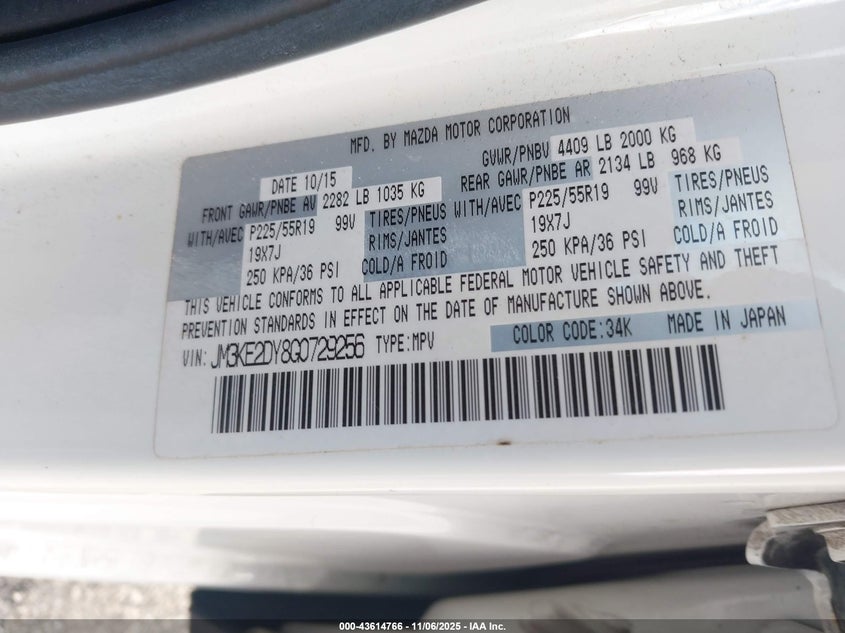 MFD. BY MAZDA MOTOR CORPORATION
DATE 10/15 GVWR/PNBV 4409 LB 2000 KG
FRONT GAWR/PNBE AV 2282 LB 1035 KG REAR GAWR/PNBE AR 2134 LB 968 KG
WITH/AVEC P225/55R19 99V TIRES/PNEUS WITH/AVEC P225/55R19 99V TIRES/PNEUS
19X7J RIMS/JANTES 19X7J RIMS/JANTES
250 KPA/36 PSI COLD/A FROID 250 KPA/36 PSI COLD/A FROID
THIS VEHICLE CONFORMS TO ALL APPLICABLE FEDERAL MOTOR VEHICLE SAFETY AND THEFT
PREVENTION STANDARDS IN EFFECT ON THE DATE OF MANUFACTURE SHOWN ABOVE.
VIN: JM3KE2DY8G0729256 TYPE:MPV COLOR CODE:34K MADE IN JAPAN
000-43614766 - 11/06/2025 - IAA Inc.